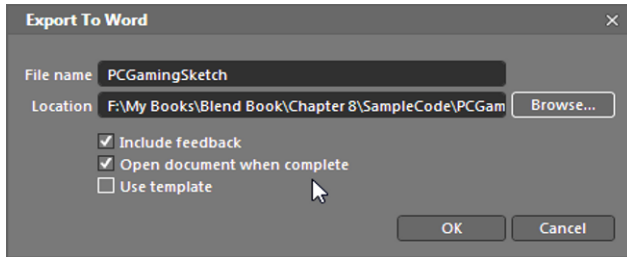 Export To Word
File name PCGamingSketch
Location F:\My Books\Blend Book\Chapter 8\SampleCode\PCGam Browse...
Include feedback
Open document when complete
Use template
OK Cancel